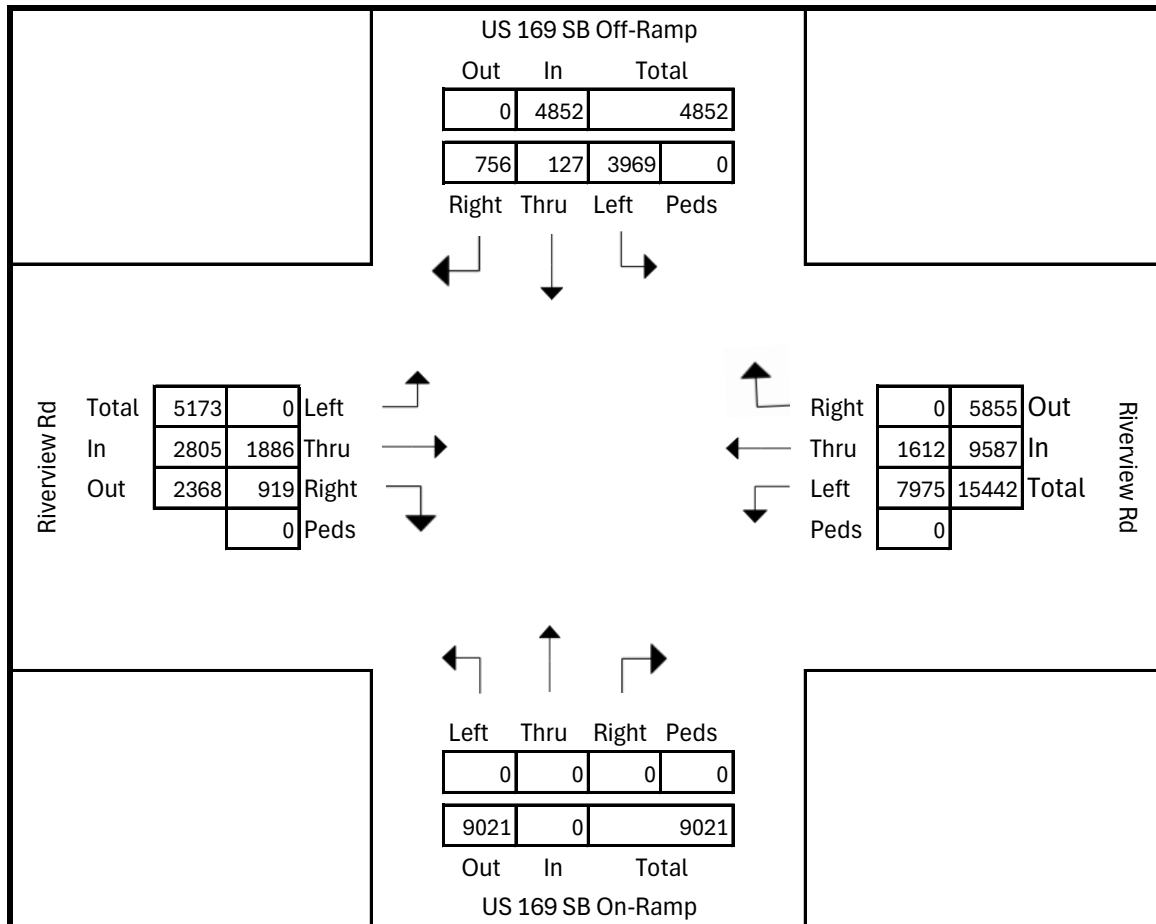 US 169 SB Off-Ramp
Out In Total
0 4852 4852
756 127 3969 0
Right Thru Left Peds
Riverview Rd
Total 5173 0 Left
In 2805 1886 Thru
Out 2368 919 Right
0 Peds
Right 0 5855 Out
Thru 1612 9587 In
Left 7975 15442 Total
Peds 0
Riverview Rd
Left Thru Right Peds
0 0 0 0
9021 0 9021
Out In Total
US 169 SB On-Ramp